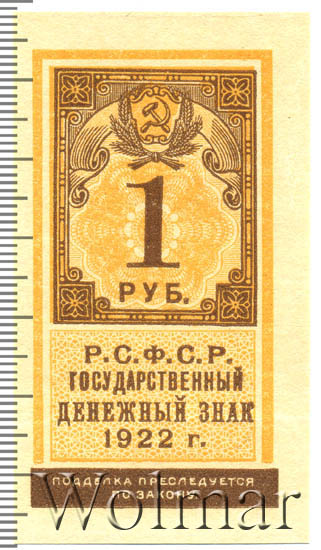 1
РУБ.
Р.С.Ф.С.Р.
ГОСУДАРСТВЕННЫЙ
ДЕНЕЖНЫЙ ЗНАК
1922 г.
ПОДДЕЛКА ПРЕСЛЕДУЕТСЯ
ПО ЗАКОНУ.
Wolmar